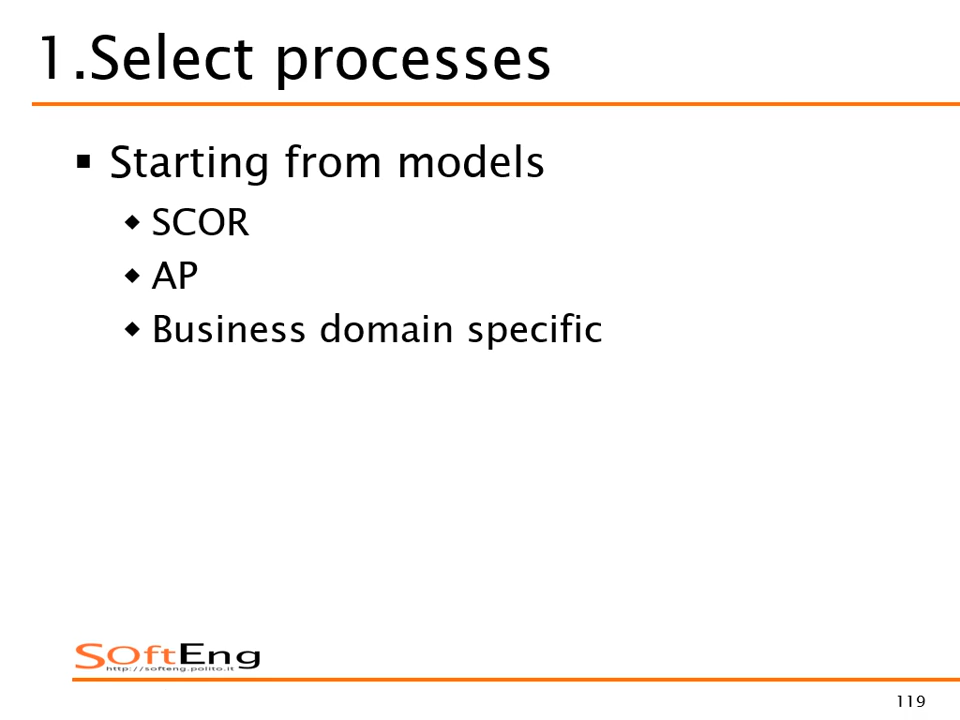 1.Select processes
▪ Starting from models
◆ SCOR
◆ AP
◆ Business domain specific
SoftEng
http://softeng.polito.it
119